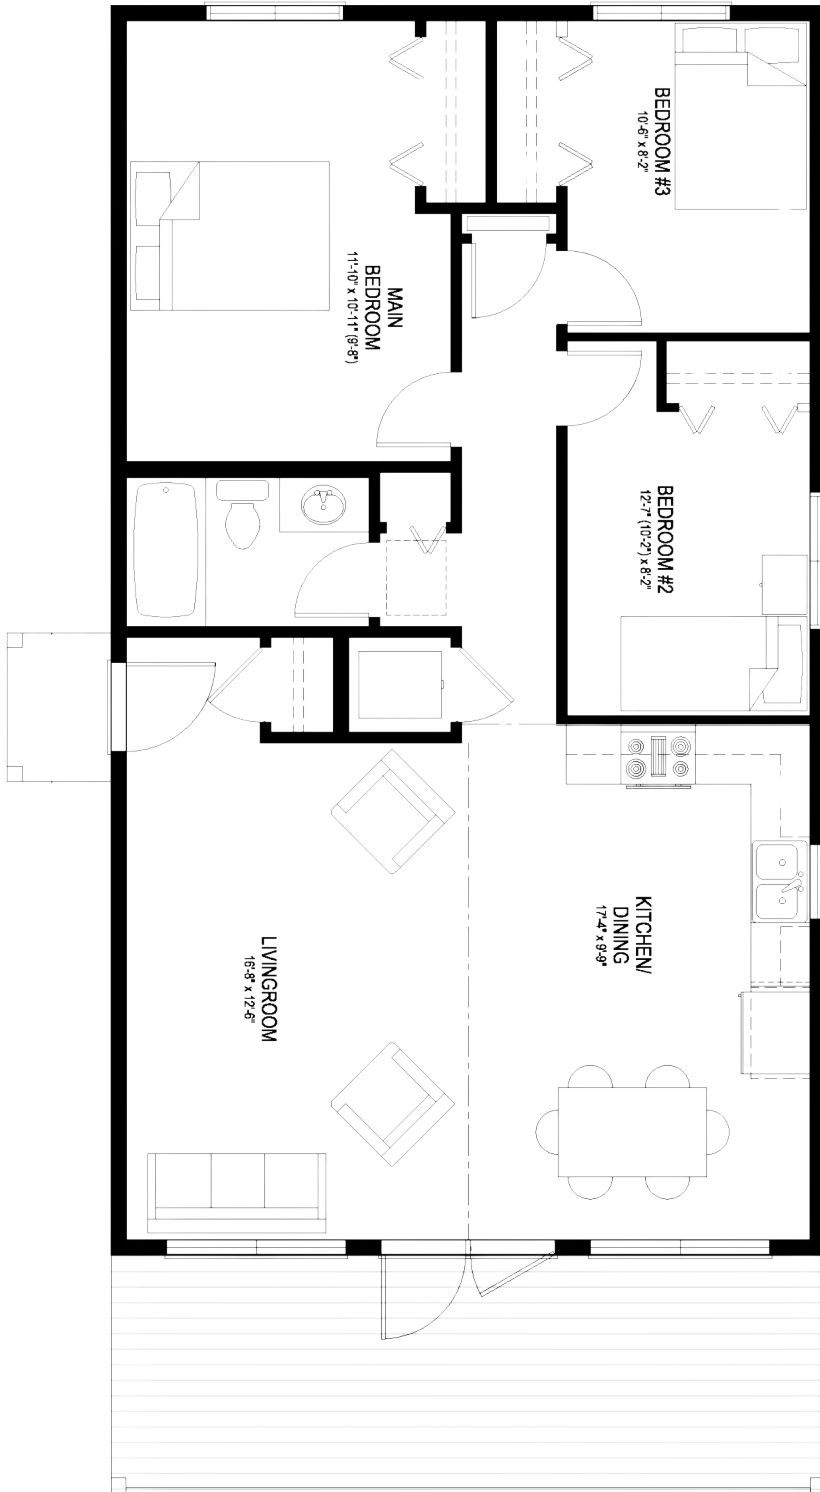 BEDROOM #3
10'-6" x 8'-2"
MAIN
BEDROOM
11'-10" x 10'-11" (9'-8")
BEDROOM #2
12'-7" (10'-2") x 8'-2"
KITCHEN/
DINING
17'-4" x 9'-9"
LIVINGROOM
16'-8" x 12'-6"